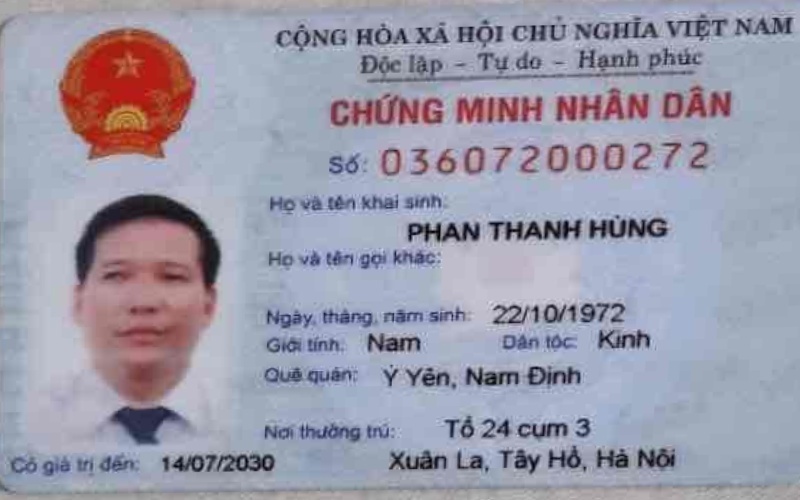 CỘNG HÒA XÃ HỘI CHỦ NGHĨA VIỆT NAM
Độc lập - Tự do - Hạnh phúc
CHỨNG MINH NHÂN DÂN
Số: 036072000272
Họ và tên khai sinh:
PHAN THANH HÙNG
Họ và tên gọi khác:
Ngày, tháng, năm sinh: 22/10/1972
Giới tính: Nam Dân tộc: Kinh
Quê quán: Ý Yên, Nam Định
Nơi thường trú: Tổ 24 cụm 3
Có giá trị đến: 14/07/2030 Xuân La, Tây Hồ, Hà Nội